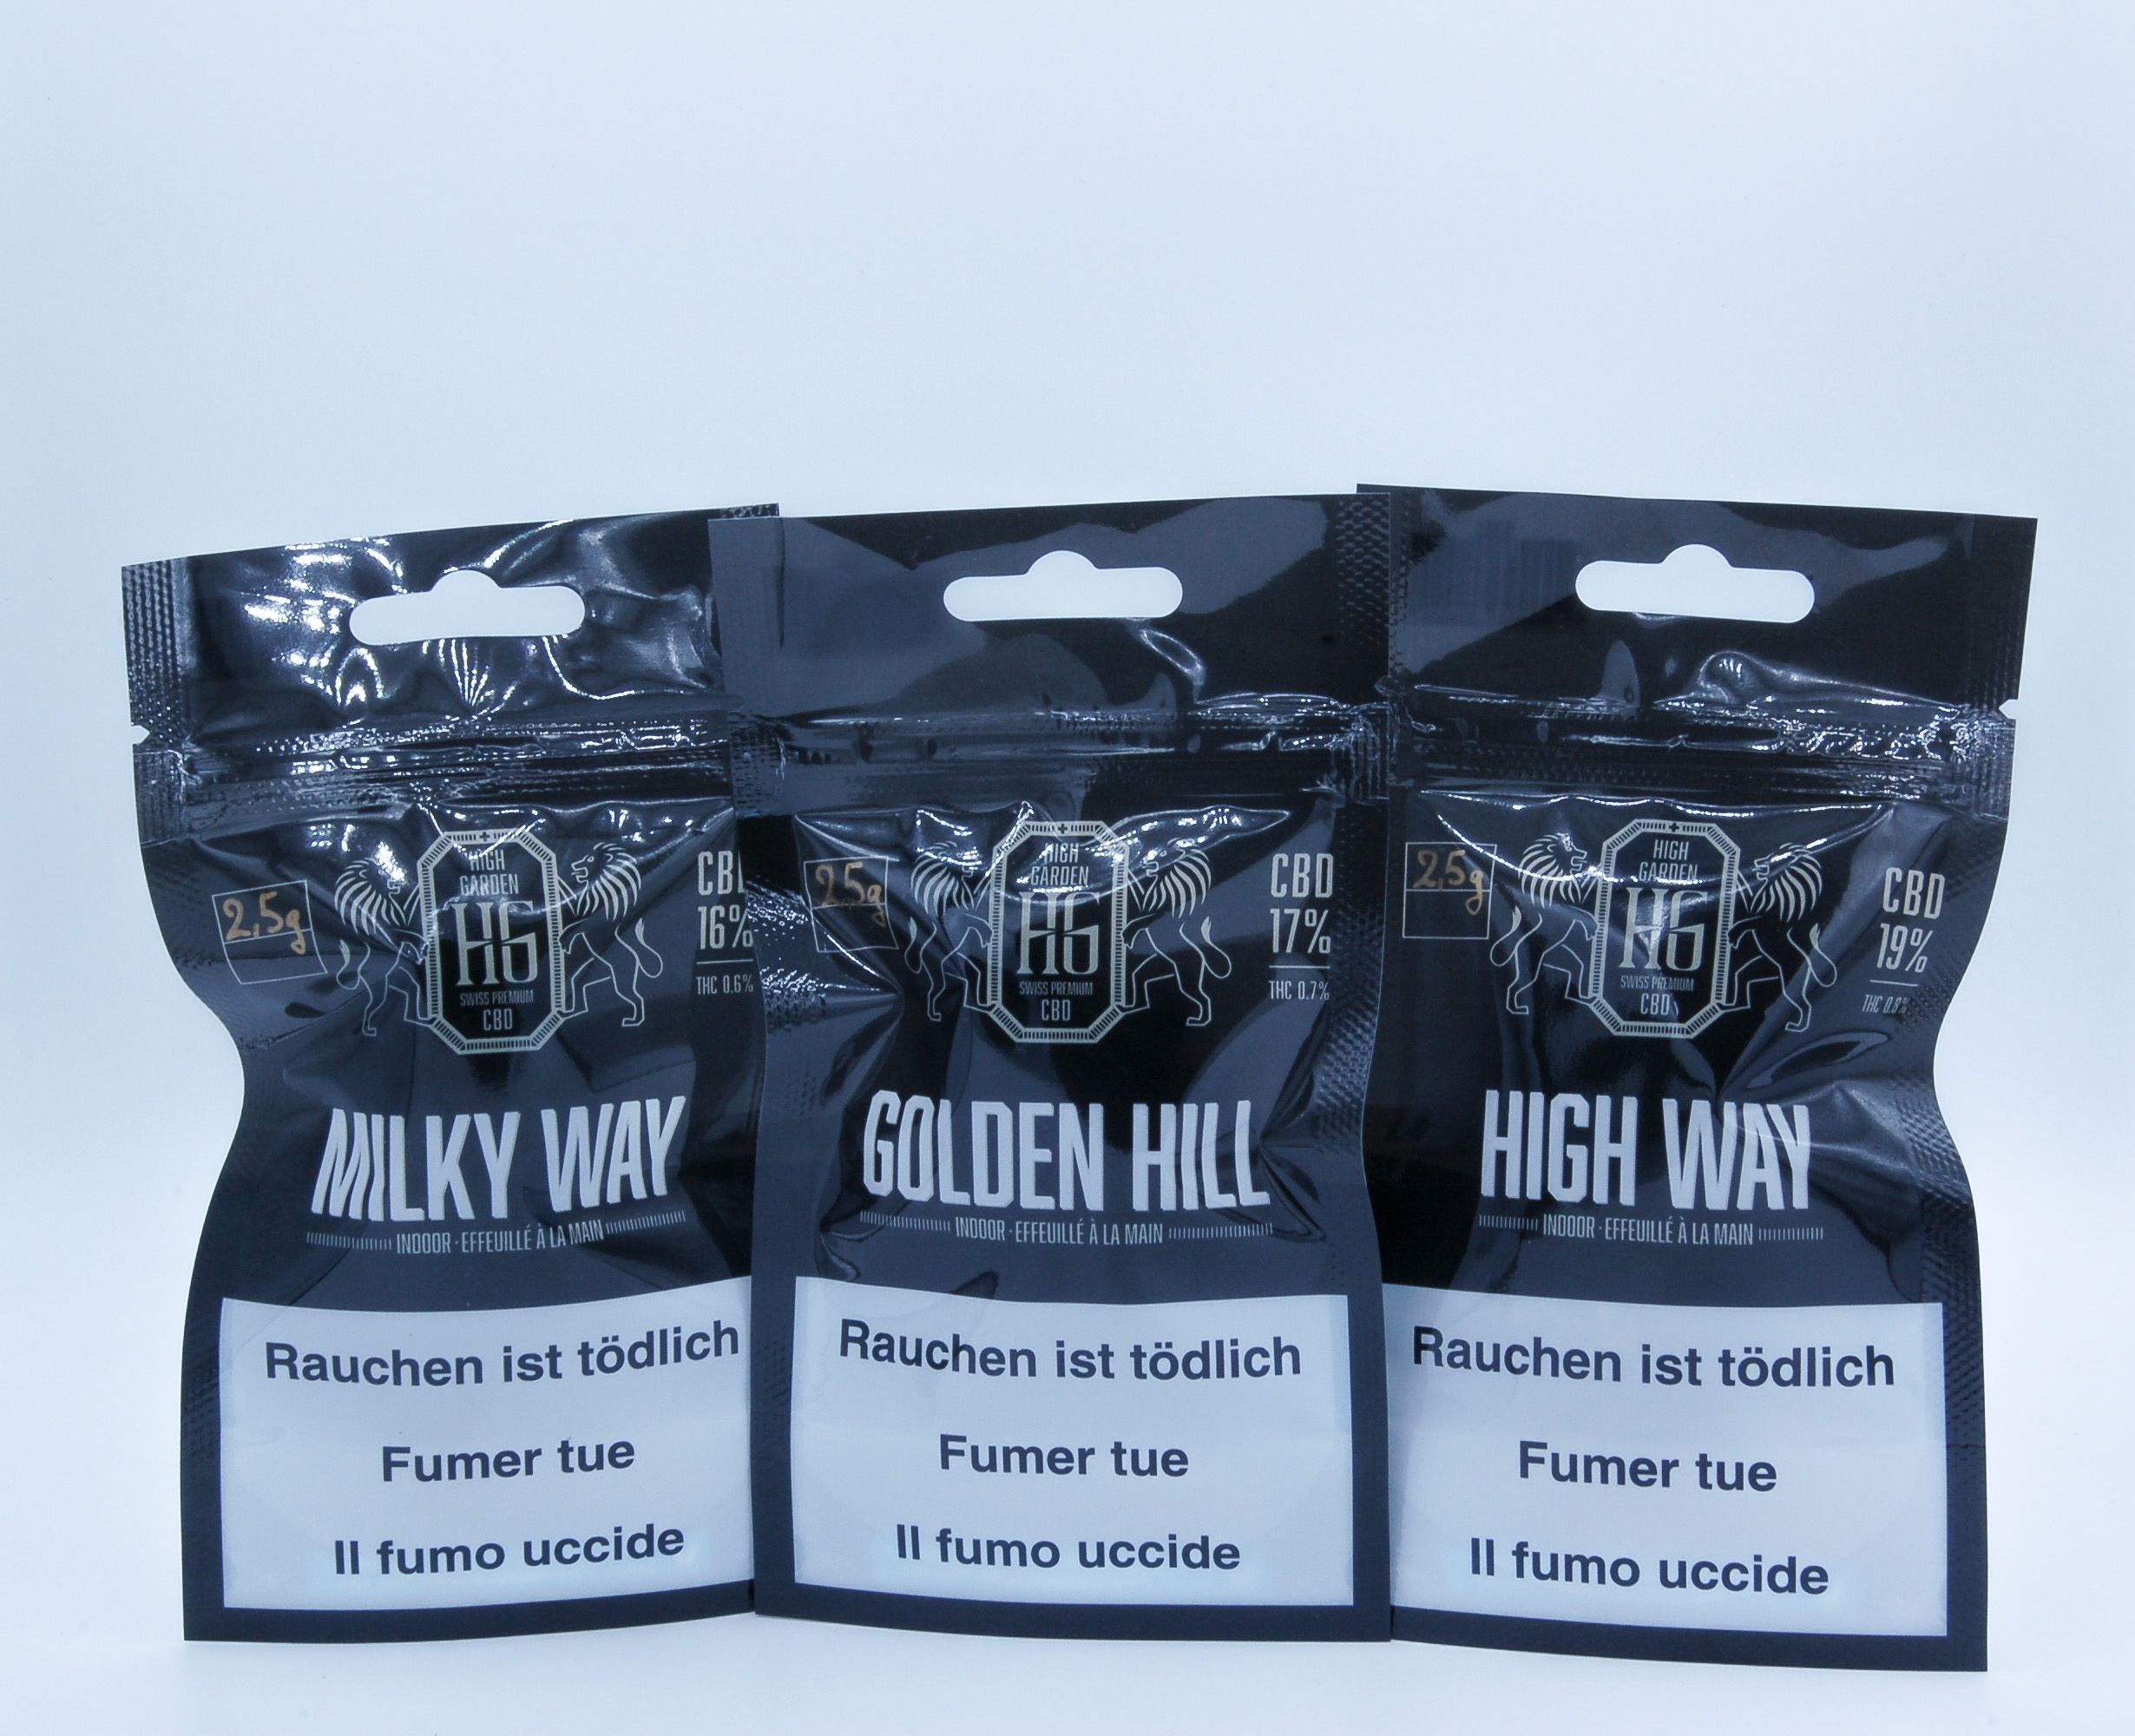 2,5g
HIGH
GARDEN
HG
SWISS PREMIUM
CBD
CBD
16%
THC 0.6%
MILKY WAY
INDOOR · EFFEUILLÉ À LA MAIN
Rauchen ist tödlich
Fumer tue
Il fumo uccide
2,5g
HIGH
GARDEN
HG
SWISS PREMIUM
CBD
CBD
17%
THC 0.7%
GOLDEN HILL
INDOOR · EFFEUILLÉ À LA MAIN
Rauchen ist tödlich
Fumer tue
Il fumo uccide
2,5g
HIGH
GARDEN
HG
SWISS PREMIUM
CBD
CBD
19%
THC 0.8%
HIGH WAY
INDOOR · EFFEUILLÉ À LA MAIN
Rauchen ist tödlich
Fumer tue
Il fumo uccide